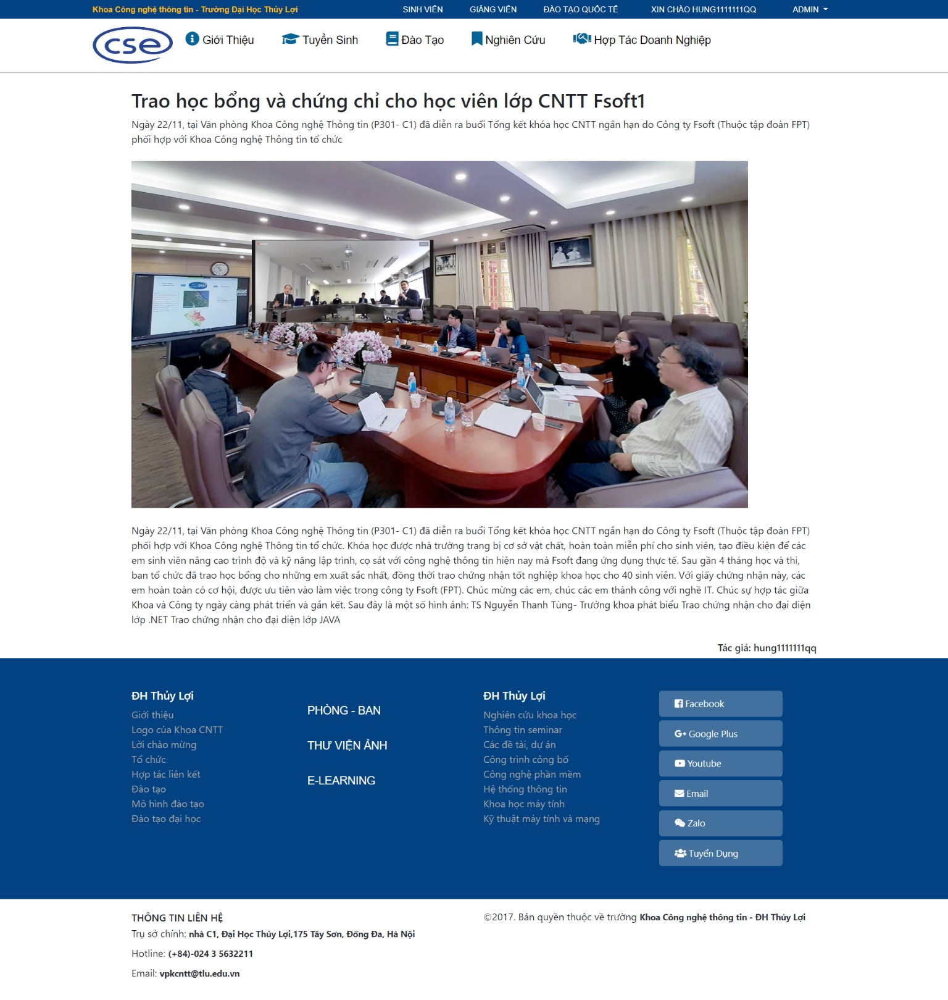 Khoa Công nghệ thông tin - Trường Đại Học Thủy Lợi
SINH VIÊN
GIẢNG VIÊN
ĐÀO TẠO QUỐC TẾ
XIN CHÀO HUNG1111111QQ
ADMIN
cse
Giới Thiệu
Tuyển Sinh
Đào Tạo
Nghiên Cứu
Hợp Tác Doanh Nghiệp
Trao học bổng và chứng chỉ cho học viên lớp CNTT Fsoft1
Ngày 22/11, tại Văn phòng Khoa Công nghệ Thông tin (P301- C1) đã diễn ra buổi Tổng kết khóa học CNTT ngắn hạn do Công ty Fsoft (Thuộc tập đoàn FPT)
phối hợp với Khoa Công nghệ Thông tin tổ chức
Ngày 22/11, tại Văn phòng Khoa Công nghệ Thông tin (P301- C1) đã diễn ra buổi Tổng kết khóa học CNTT ngắn hạn do Công ty Fsoft (Thuộc tập đoàn FPT)
phối hợp với Khoa Công nghệ Thông tin tổ chức. Khóa học được nhà trường trang bị cơ sở vật chất, hoàn toàn miễn phí cho sinh viên, tạo điều kiện để các
em sinh viên nâng cao trình độ và kỹ năng lập trình, cọ sát với công nghệ thông tin hiện nay mà Fsoft đang ứng dụng thực tế. Sau gần 4 tháng học và thi,
ban tổ chức đã trao học bổng cho những em xuất sắc nhất, đồng thời trao chứng nhận tốt nghiệp khoa học cho 40 sinh viên. Với giấy chứng nhận này, các
em hoàn toàn có cơ hội, được ưu tiên vào làm việc trong công ty Fsoft (FPT). Chúc mừng các em, chúc các em thành công với nghề IT. Chúc sự hợp tác giữa
Khoa và Công ty ngày càng phát triển và gắn kết. Sau đây là một số hình ảnh: TS Nguyễn Thanh Tùng- Trưởng khoa phát biểu Trao chứng nhận cho đại diện
lớp .NET Trao chứng nhận cho đại diện lớp JAVA
Tác giả: hung1111111qq
ĐH Thủy Lợi
Giới thiệu
Logo của Khoa CNTT
Lời chào mừng
Tổ chức
Hợp tác liên kết
Đào tạo
Mô hình đào tạo
Đào tạo đại học
PHÒNG - BAN
THƯ VIỆN ẢNH
E-LEARNING
ĐH Thủy Lợi
Nghiên cứu khoa học
Thông tin seminar
Các đề tài, dự án
Công trình công bố
Công nghệ phần mềm
Hệ thống thông tin
Khoa học máy tính
Kỹ thuật máy tính và mạng
Facebook
Google Plus
Youtube
Email
Zalo
Tuyển Dụng
THÔNG TIN LIÊN HỆ
Trụ sở chính: nhà C1, Đại Học Thủy Lợi,175 Tây Sơn, Đống Đa, Hà Nội
Hotline: (+84)-024 3 5632211
Email: vpkcntt@tlu.edu.vn
©2017. Bản quyền thuộc về trường Khoa Công nghệ thông tin - ĐH Thủy Lợi